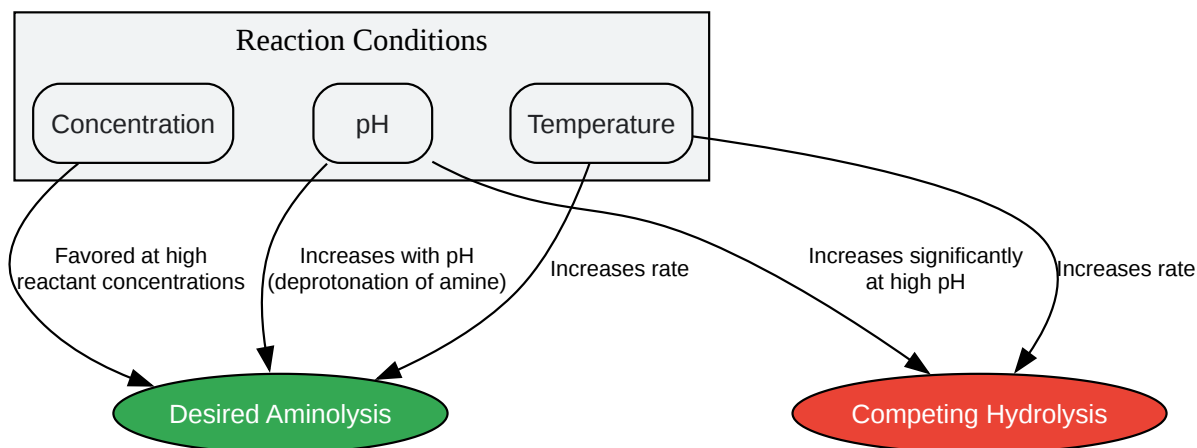 Reaction Conditions
Concentration
pH
Temperature
Favored at high
reactant concentrations
Increases with pH
(deprotonation of amine)
Increases rate
Increases significantly
at high pH
Increases rate
Desired Aminolysis
Competing Hydrolysis